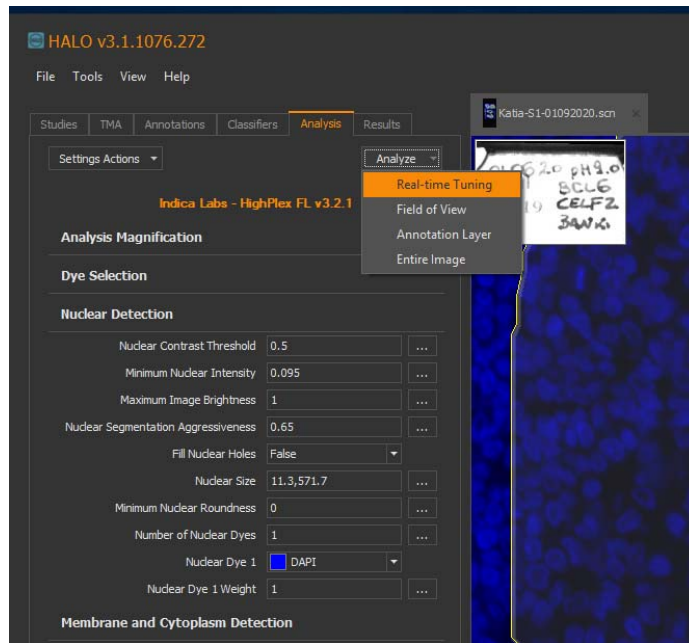 HALO v3.1.1076.272
File Tools View Help
Studies TMA Annotations Classifiers Analysis Results
Katia-S1-01092020.scn ×
Settings Actions
Analyze
Real-time Tuning
Field of View
Annotation Layer
Entire Image
pH9.0
BCL6
CELF2
Indica Labs - HighPlex FL v3.2.1
Analysis Magnification
Dye Selection
Nuclear Detection
Nuclear Contrast Threshold 0.5 ...
Minimum Nuclear Intensity 0.095 ...
Maximum Image Brightness 1 ...
Nuclear Segmentation Aggressiveness 0.65 ...
Fill Nuclear Holes False
Nuclear Size 11.3,571.7 ...
Minimum Nuclear Roundness 0 ...
Number of Nuclear Dyes 1 ...
Nuclear Dye 1 DAPI
Nuclear Dye 1 Weight 1 ...
Membrane and Cytoplasm Detection